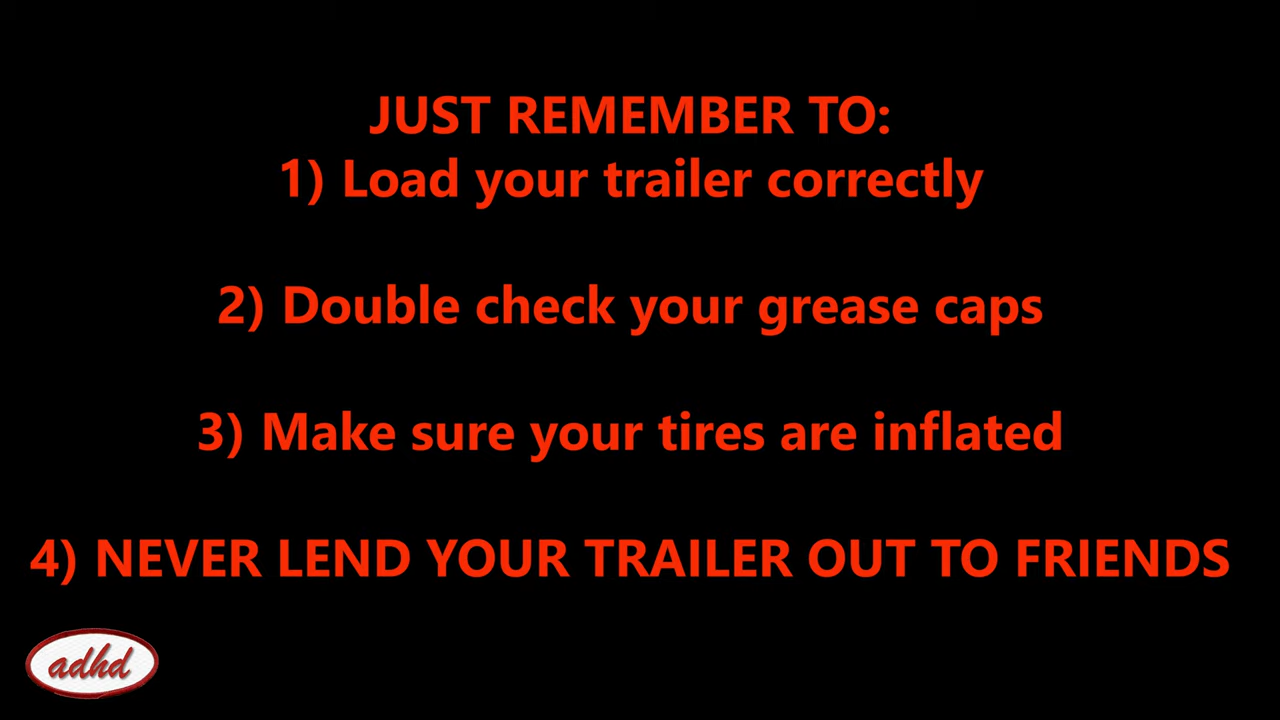 JUST REMEMBER TO:
1) Load your trailer correctly
2) Double check your grease caps
3) Make sure your tires are inflated
4) NEVER LEND YOUR TRAILER OUT TO FRIENDS
adhd